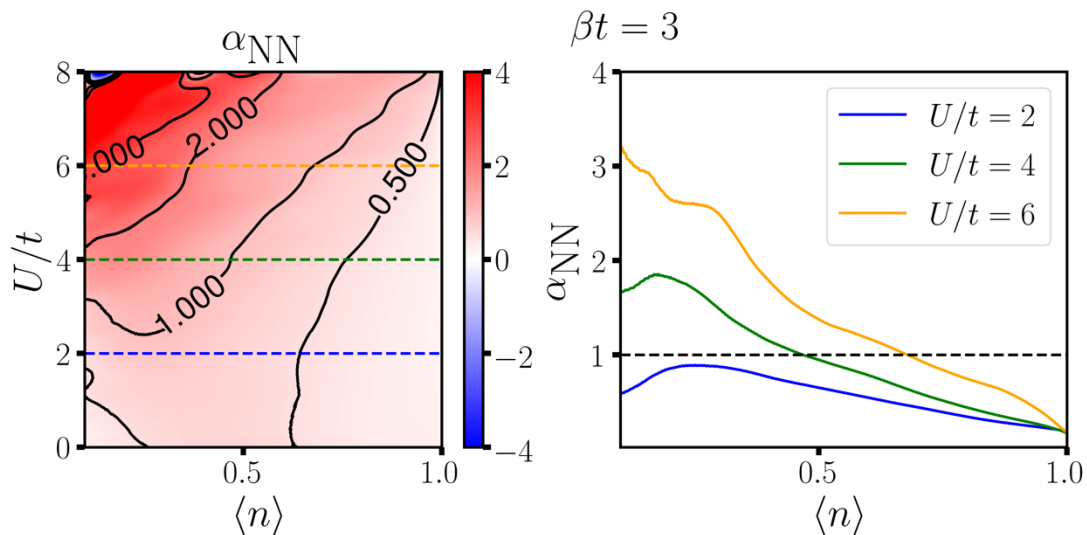 βt = 3
α_NN
8
6
4
2
0
U/t
.000
2.000
1.000
0.500
0.5
1.0
⟨n⟩
4
2
0
−2
−4
4
3
2
1
α_NN
U/t = 2
U/t = 4
U/t = 6
0.5
1.0
⟨n⟩